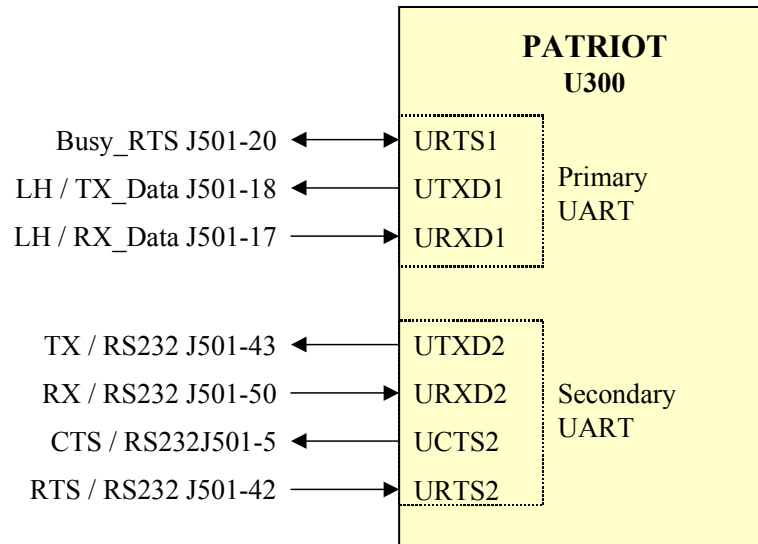 PATRIOT
U300
Busy_RTS J501-20 URTS1
LH / TX_Data J501-18 UTXD1
LH / RX_Data J501-17 URXD1
Primary
UART
TX / RS232 J501-43 UTXD2
RX / RS232 J501-50 URXD2
CTS / RS232J501-5 UCTS2
RTS / RS232 J501-42 URTS2
Secondary
UART